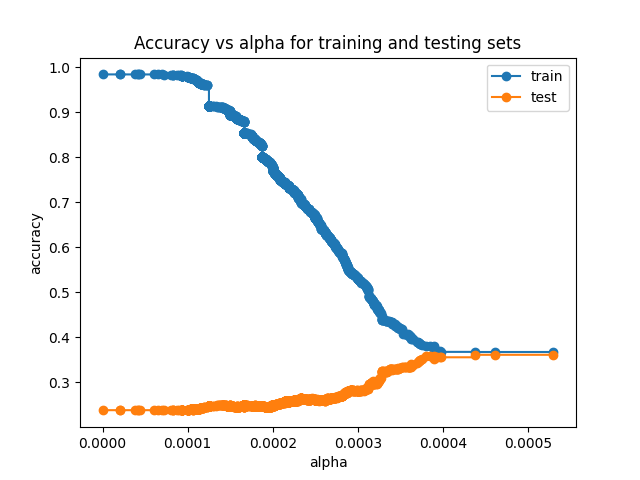 Accuracy vs alpha for training and testing sets
train
test
1.0
0.9
0.8
0.7
0.6
0.5
0.4
0.3
accuracy
0.0000 0.0001 0.0002 0.0003 0.0004 0.0005
alpha